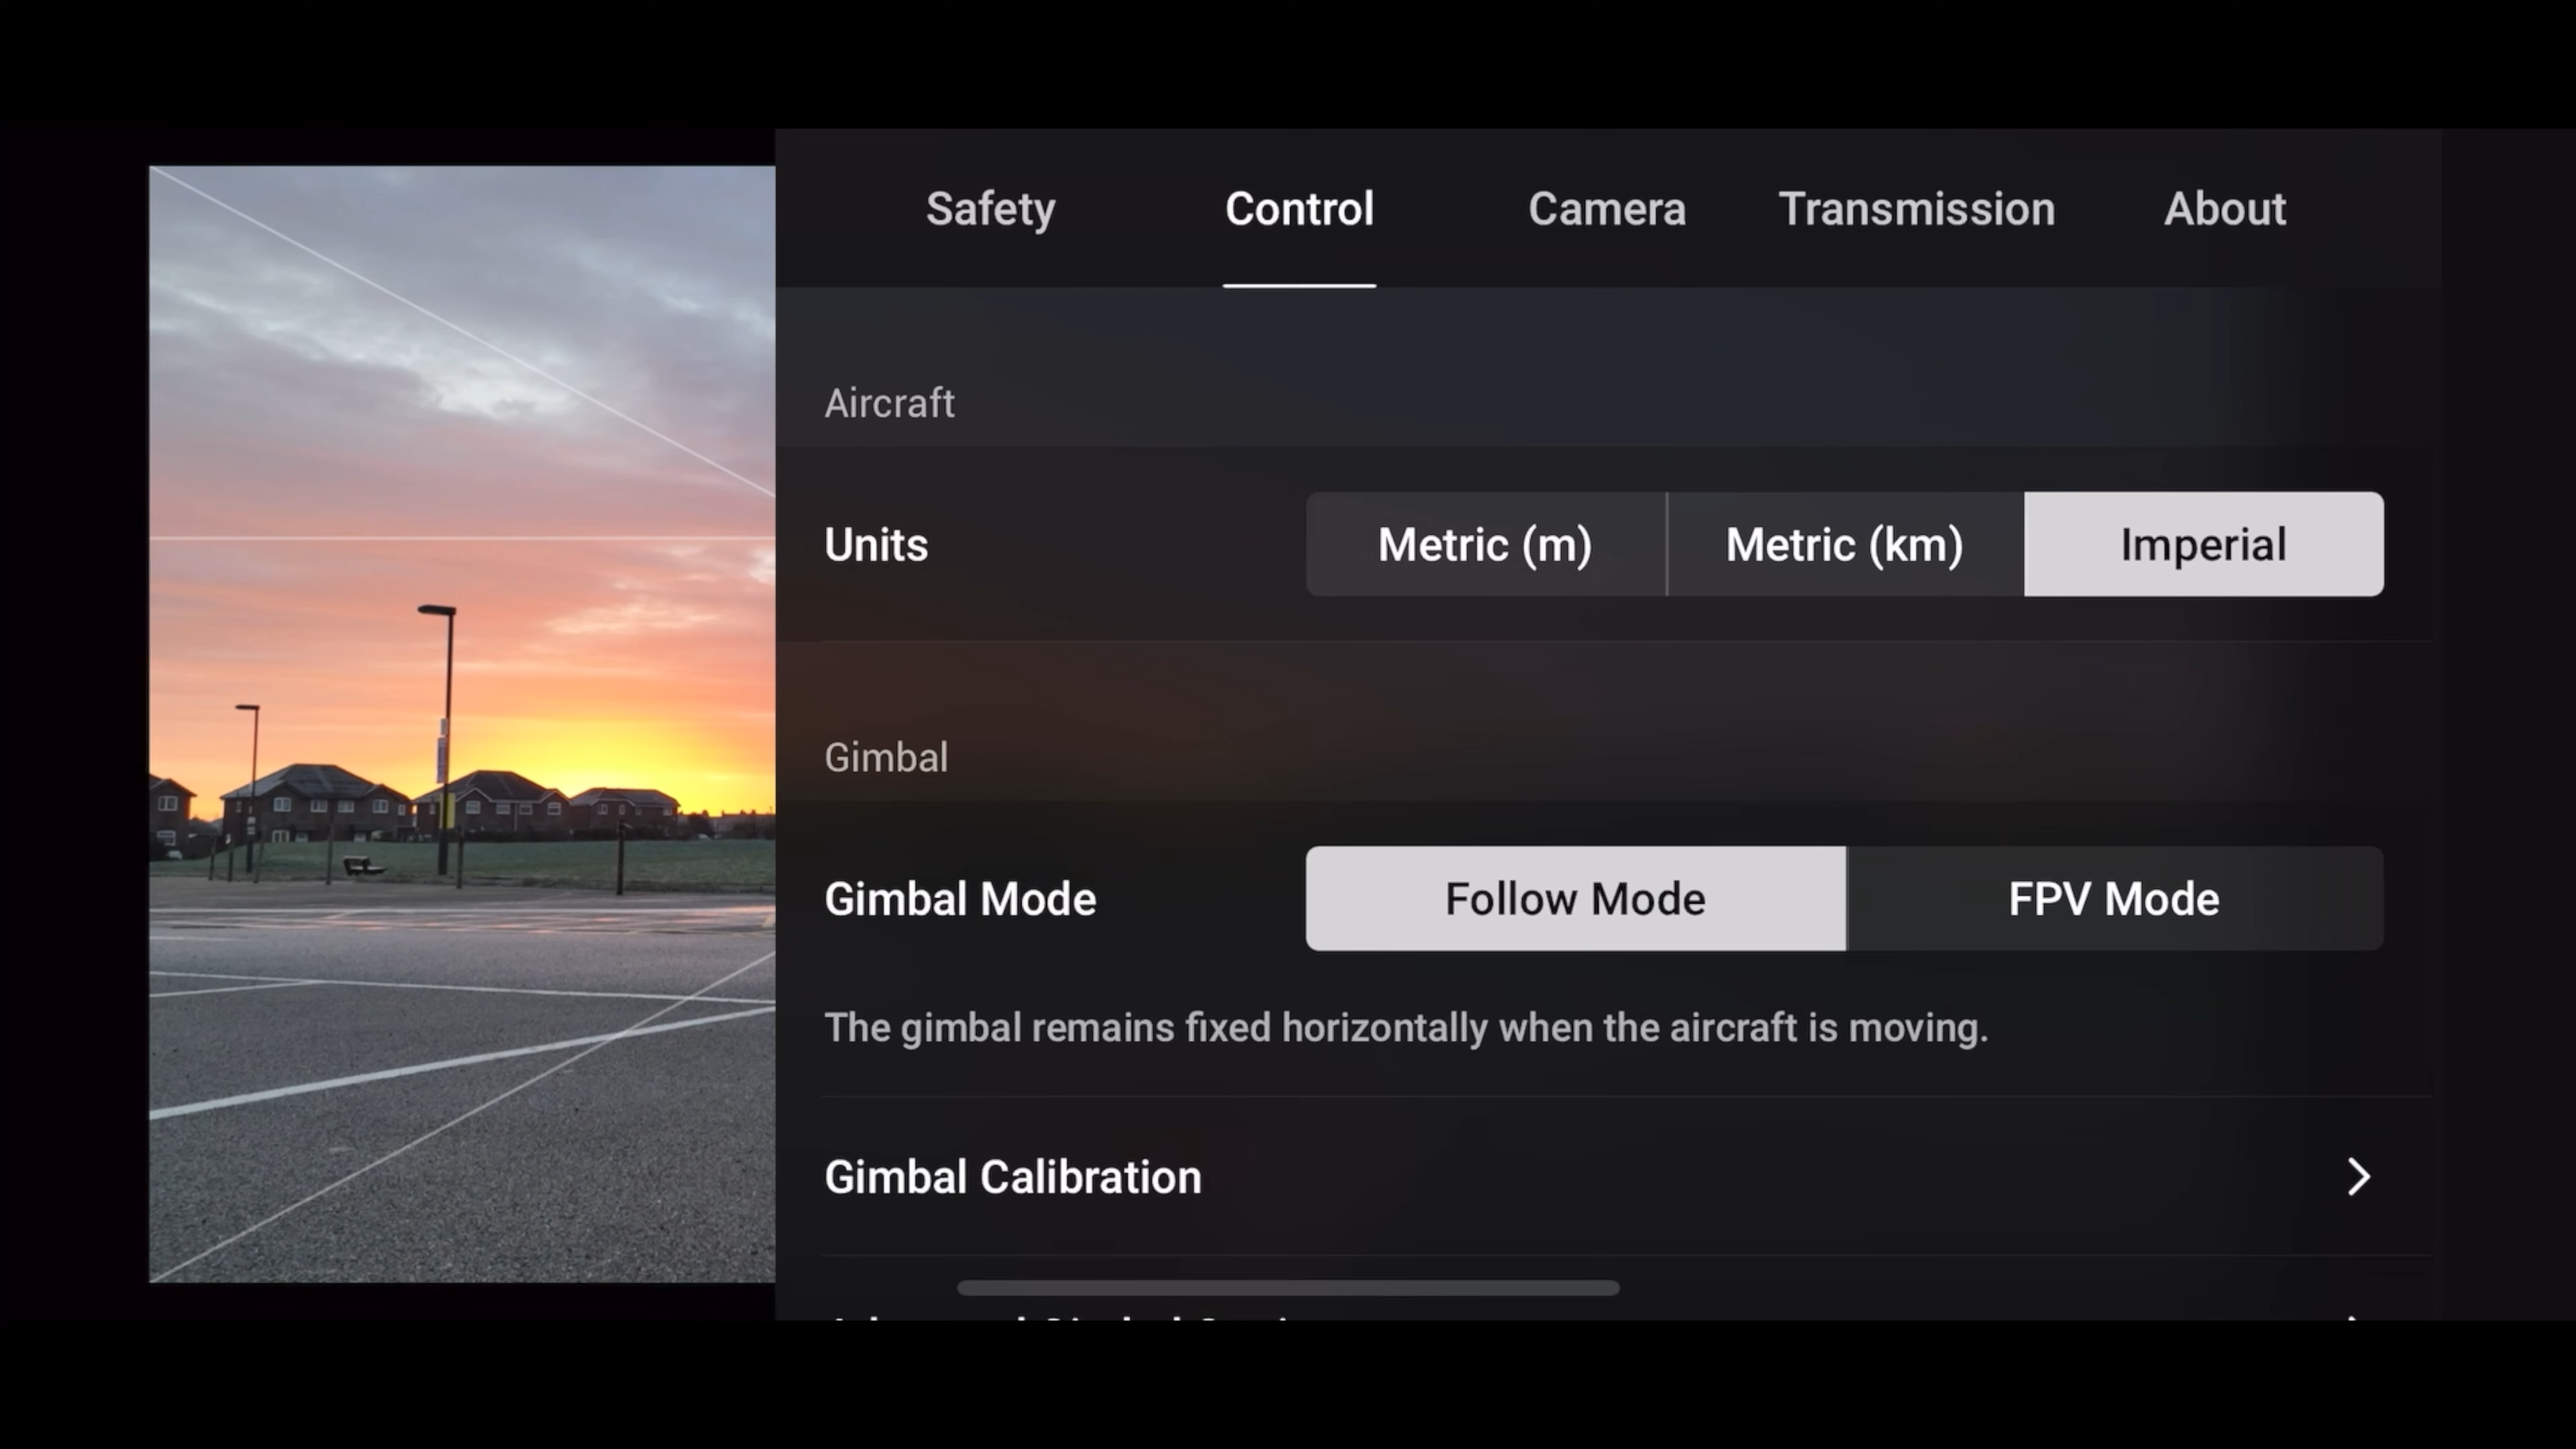 Safety Control Camera Transmission About
Aircraft
Units Metric (m) Metric (km) Imperial
Gimbal
Gimbal Mode Follow Mode FPV Mode
The gimbal remains fixed horizontally when the aircraft is moving.
Gimbal Calibration